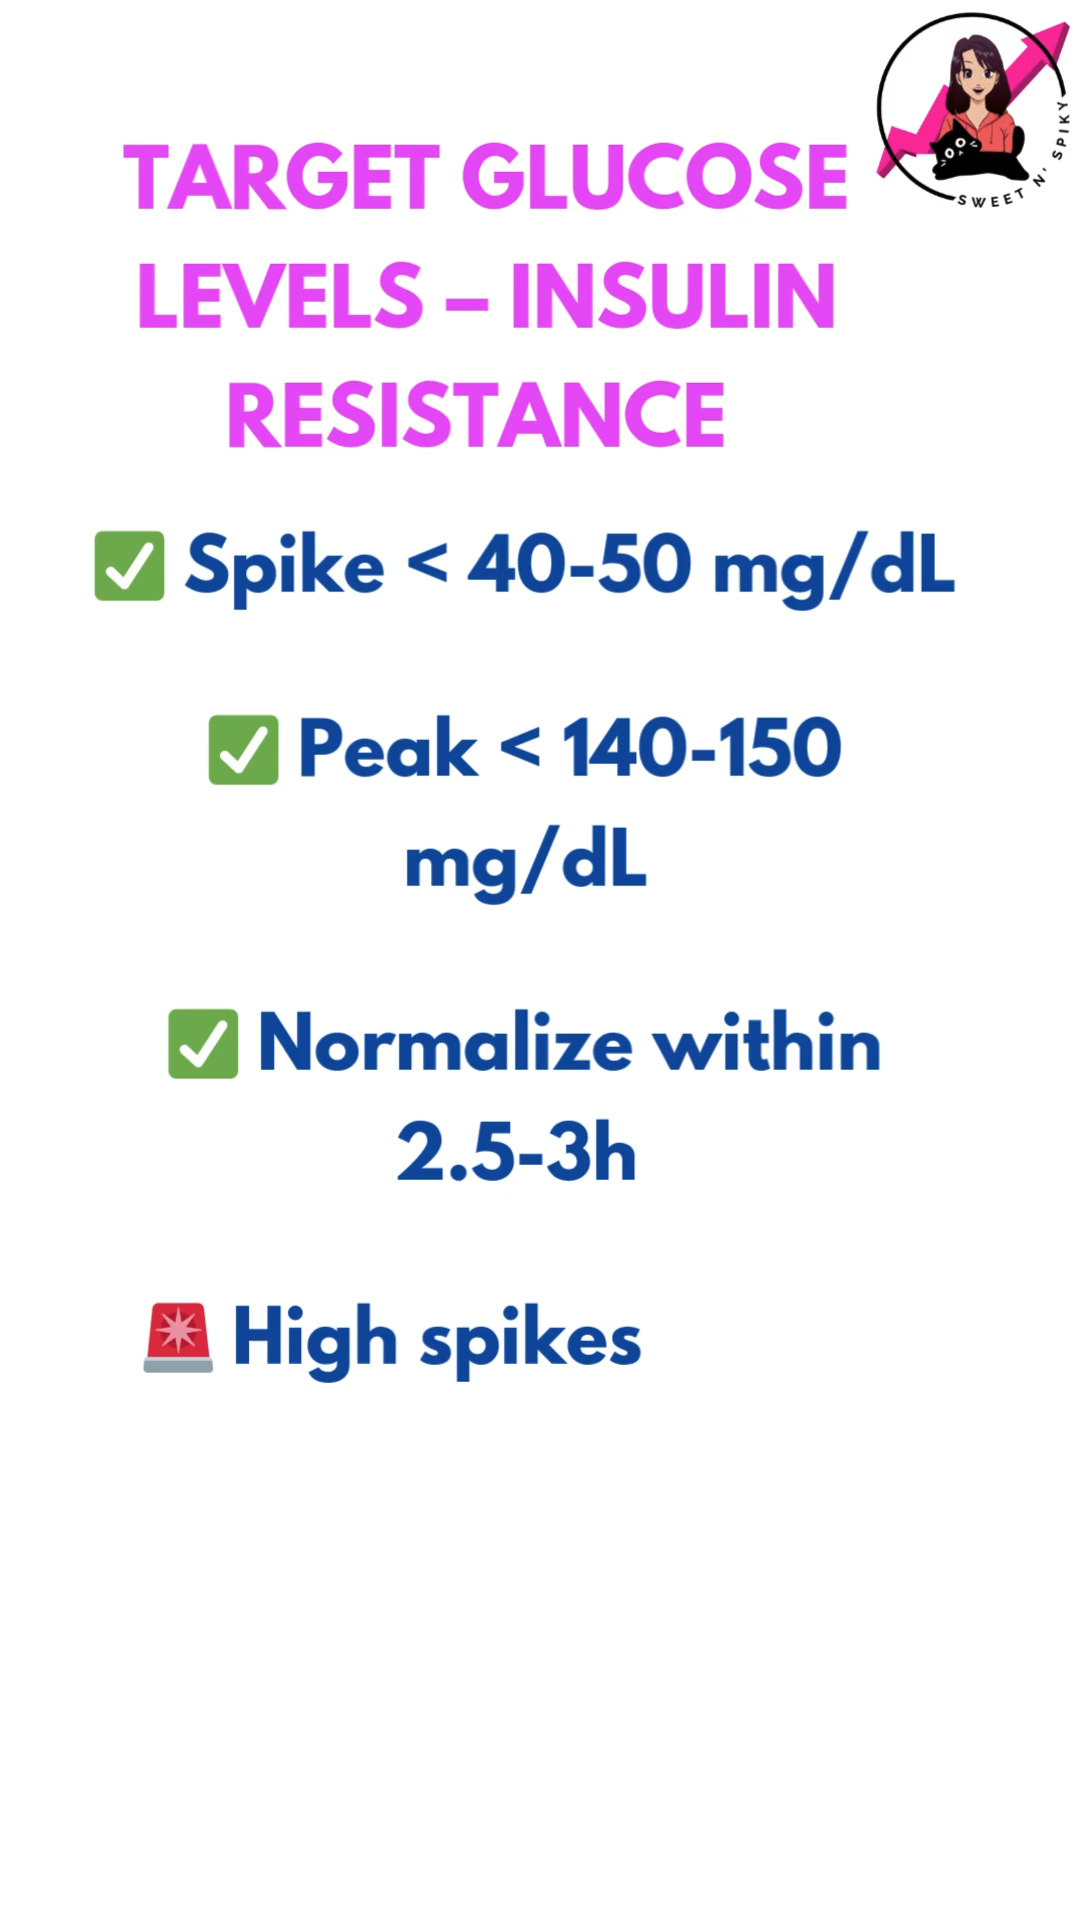 SWEET N' SPIKY
TARGET GLUCOSE
LEVELS – INSULIN
RESISTANCE
✅ Spike < 40-50 mg/dL
✅ Peak < 140-150
mg/dL
✅ Normalize within
2.5-3h
🚨 High spikes